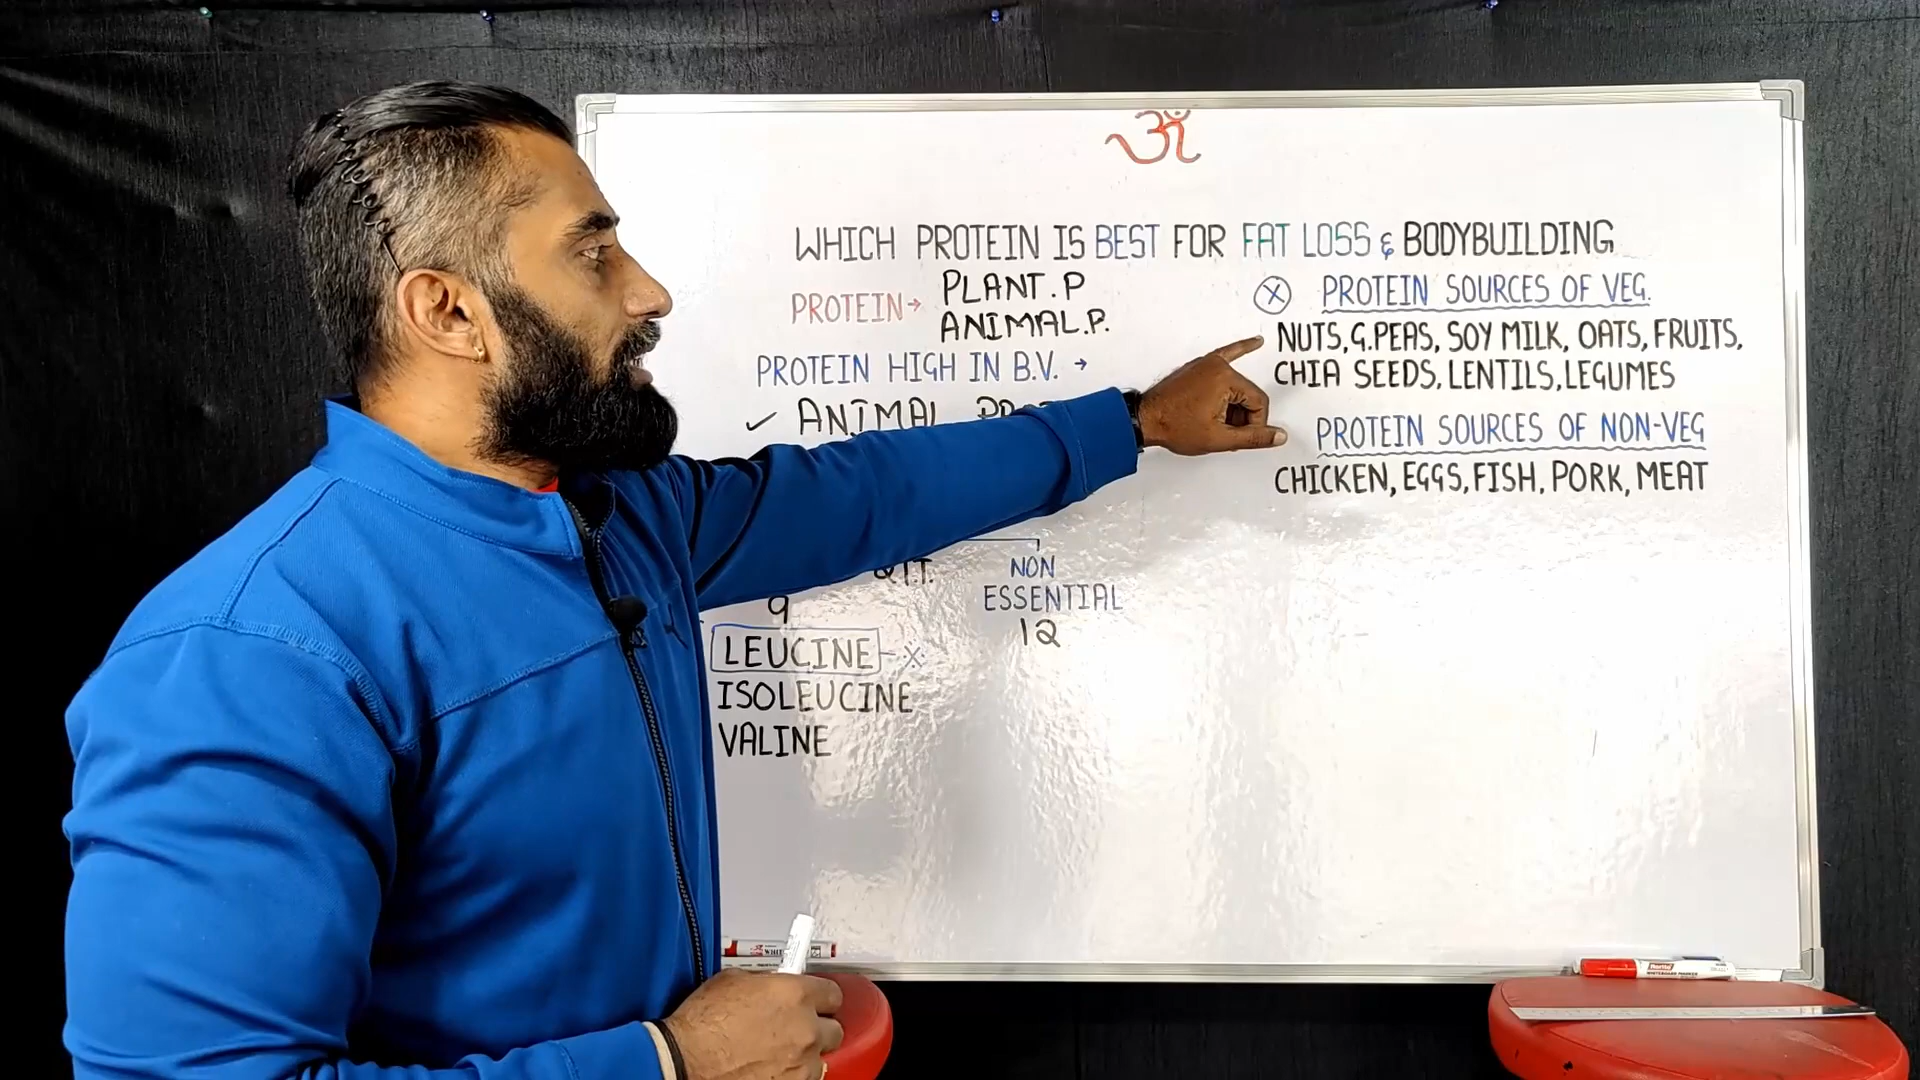 ॐ
WHICH PROTEIN IS BEST FOR FAT LOSS & BODYBUILDING
PROTEIN → PLANT.P
ANIMAL.P.
PROTEIN HIGH IN B.V. →
✓ ANIMAL
NON
ESSENTIAL
9
12
LEUCINE
ISOLEUCINE
VALINE
PROTEIN SOURCES OF VEG.
NUTS, G.PEAS, SOY MILK, OATS, FRUITS,
CHIA SEEDS, LENTILS, LEGUMES
PROTEIN SOURCES OF NON-VEG
CHICKEN, EGGS, FISH, PORK, MEAT